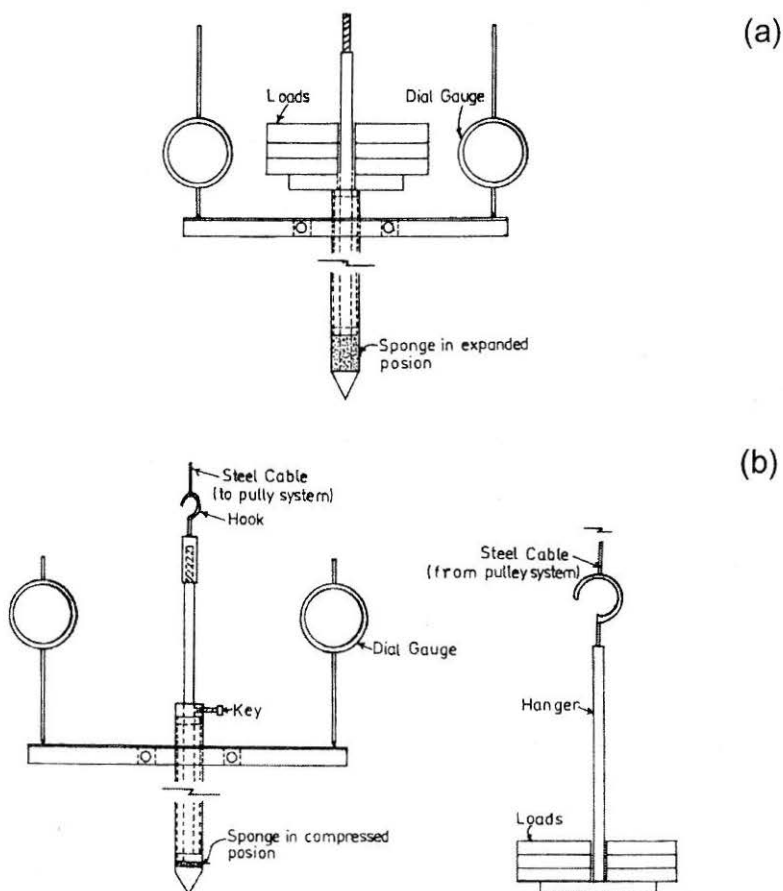 (a)
Loads
Dial Gauge
Sponge in expanded
posion
(b)
Steel Cable
(to pully system)
Hook
Steel Cable
(from pulley system)
Dial Gauge
Key
Hanger
Loads
Sponge in compressed
posion